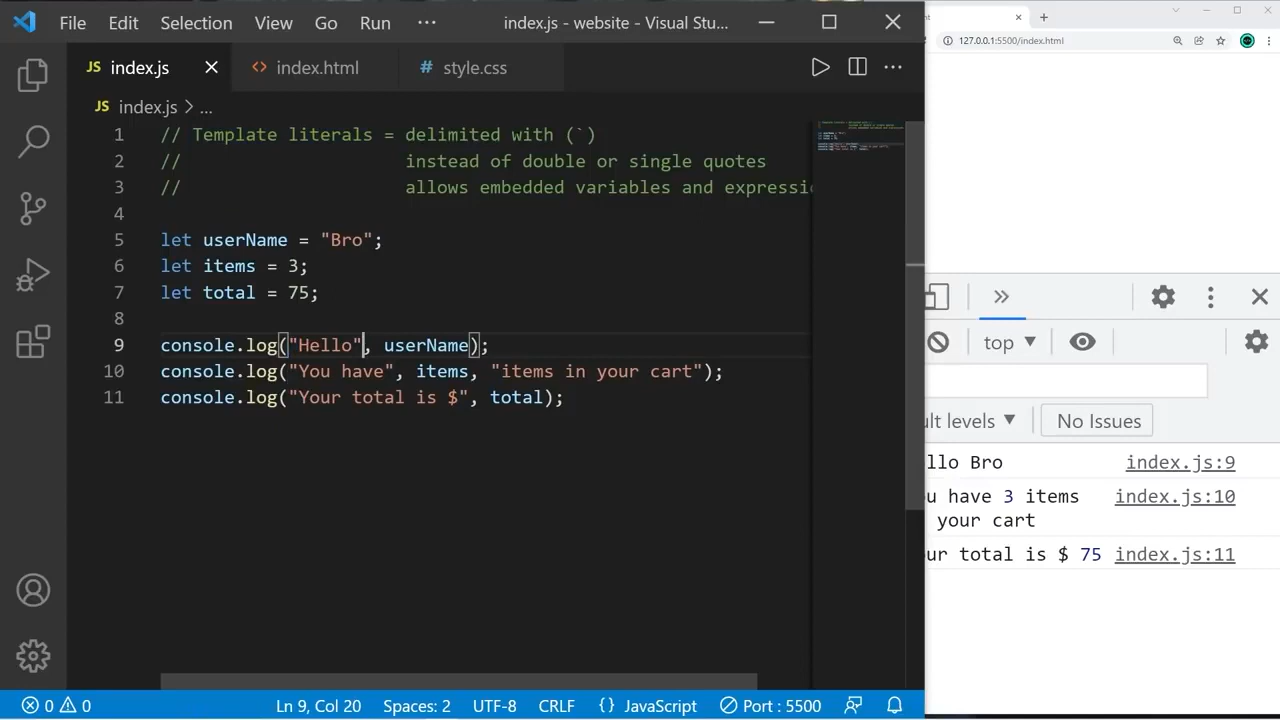 File Edit Selection View Go Run ··· index.js - website - Visual Stu...
JS index.js <> index.html # style.css
JS index.js > ...
1 // Template literals = delimited with (`)
2 // instead of double or single quotes
3 // allows embedded variables and expressio
4
5 let userName = "Bro";
6 let items = 3;
7 let total = 75;
8
9 console.log("Hello", userName);
10 console.log("You have", items, "items in your cart");
11 console.log("Your total is $", total);
0 0 Ln 9, Col 20 Spaces: 2 UTF-8 CRLF {} JavaScript Port : 5500
127.0.0.1:5500/index.html
top
ult levels No Issues
llo Bro index.js:9
u have 3 items index.js:10
your cart
ur total is $ 75 index.js:11